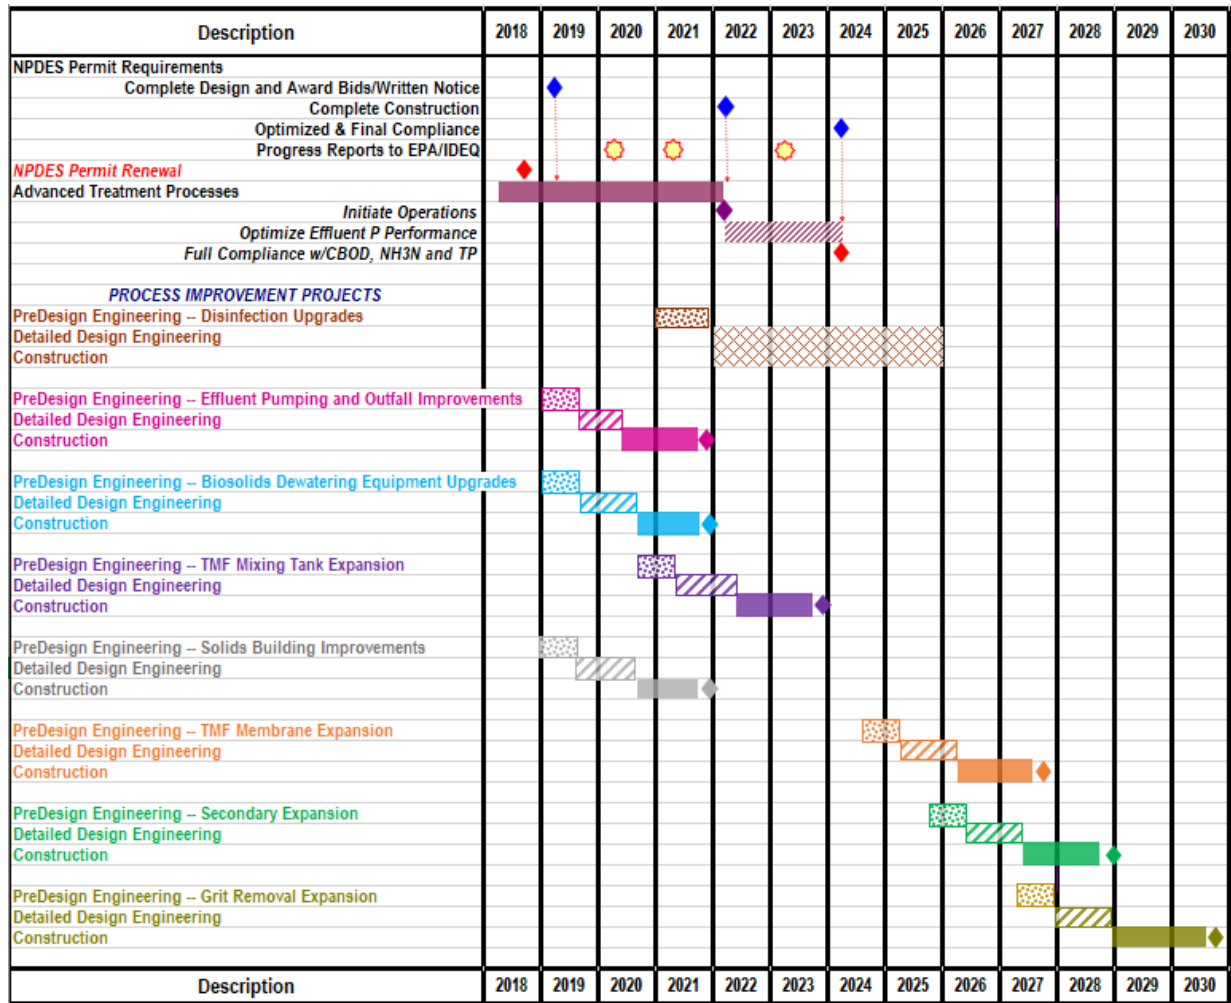 Description 2018 2019 2020 2021 2022 2023 2024 2025 2026 2027 2028 2029 2030
NPDES Permit Requirements
Complete Design and Award Bids/Written Notice
Complete Construction
Optimized & Final Compliance
Progress Reports to EPA/IDEQ
NPDES Permit Renewal
Advanced Treatment Processes
Initiate Operations
Optimize Effluent P Performance
Full Compliance w/CBOD, NH3N and TP
PROCESS IMPROVEMENT PROJECTS
PreDesign Engineering -- Disinfection Upgrades
Detailed Design Engineering
Construction
PreDesign Engineering -- Effluent Pumping and Outfall Improvements
Detailed Design Engineering
Construction
PreDesign Engineering -- Biosolids Dewatering Equipment Upgrades
Detailed Design Engineering
Construction
PreDesign Engineering -- TMF Mixing Tank Expansion
Detailed Design Engineering
Construction
PreDesign Engineering -- Solids Building Improvements
Detailed Design Engineering
Construction
PreDesign Engineering -- TMF Membrane Expansion
Detailed Design Engineering
Construction
PreDesign Engineering -- Secondary Expansion
Detailed Design Engineering
Construction
PreDesign Engineering -- Grit Removal Expansion
Detailed Design Engineering
Construction
Description 2018 2019 2020 2021 2022 2023 2024 2025 2026 2027 2028 2029 2030